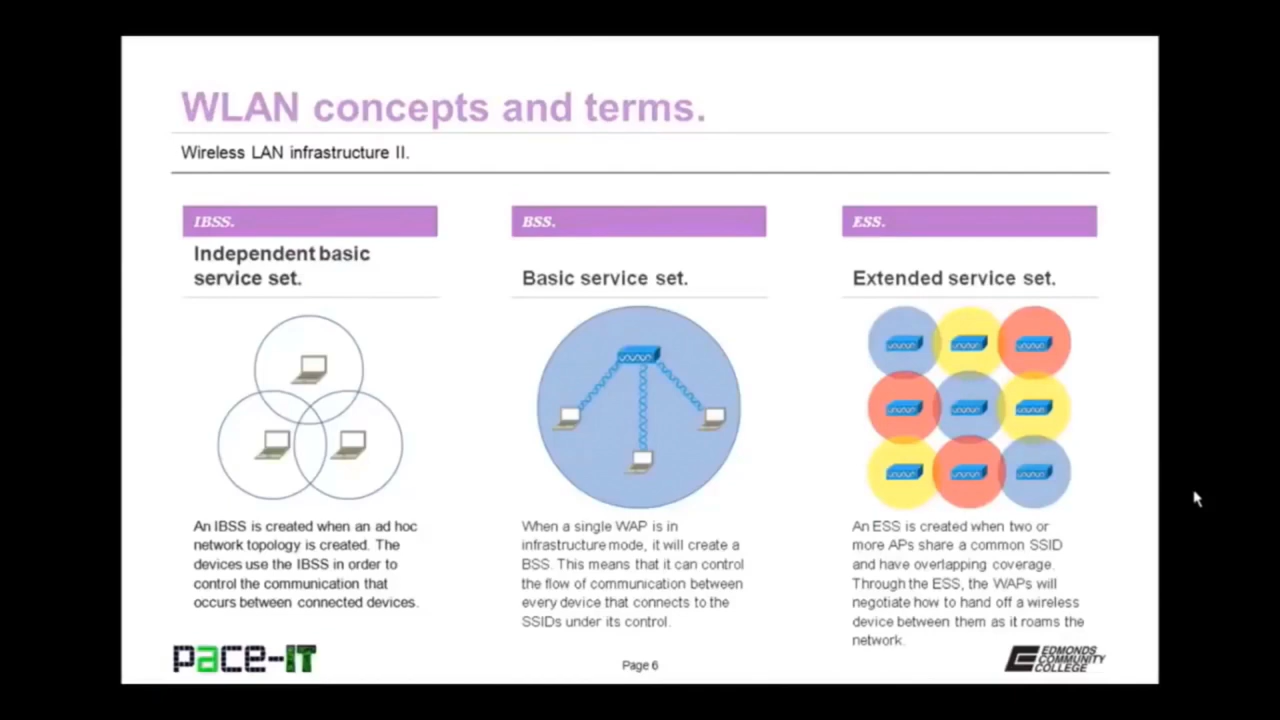 WLAN concepts and terms.
Wireless LAN infrastructure II.
IBSS.
Independent basic
service set.
An IBSS is created when an ad hoc
network topology is created. The
devices use the IBSS in order to
control the communication that
occurs between connected devices.
BSS.
Basic service set.
When a single WAP is in
infrastructure mode, it will create a
BSS. This means that it can control
the flow of communication between
every device that connects to the
SSIDs under its control.
ESS.
Extended service set.
An ESS is created when two or
more APs share a common SSID
and have overlapping coverage.
Through the ESS, the WAPs will
negotiate how to hand off a wireless
device between them as it roams the
network.
pace-IT
Page 6
EDMONDS
COMMUNITY
COLLEGE